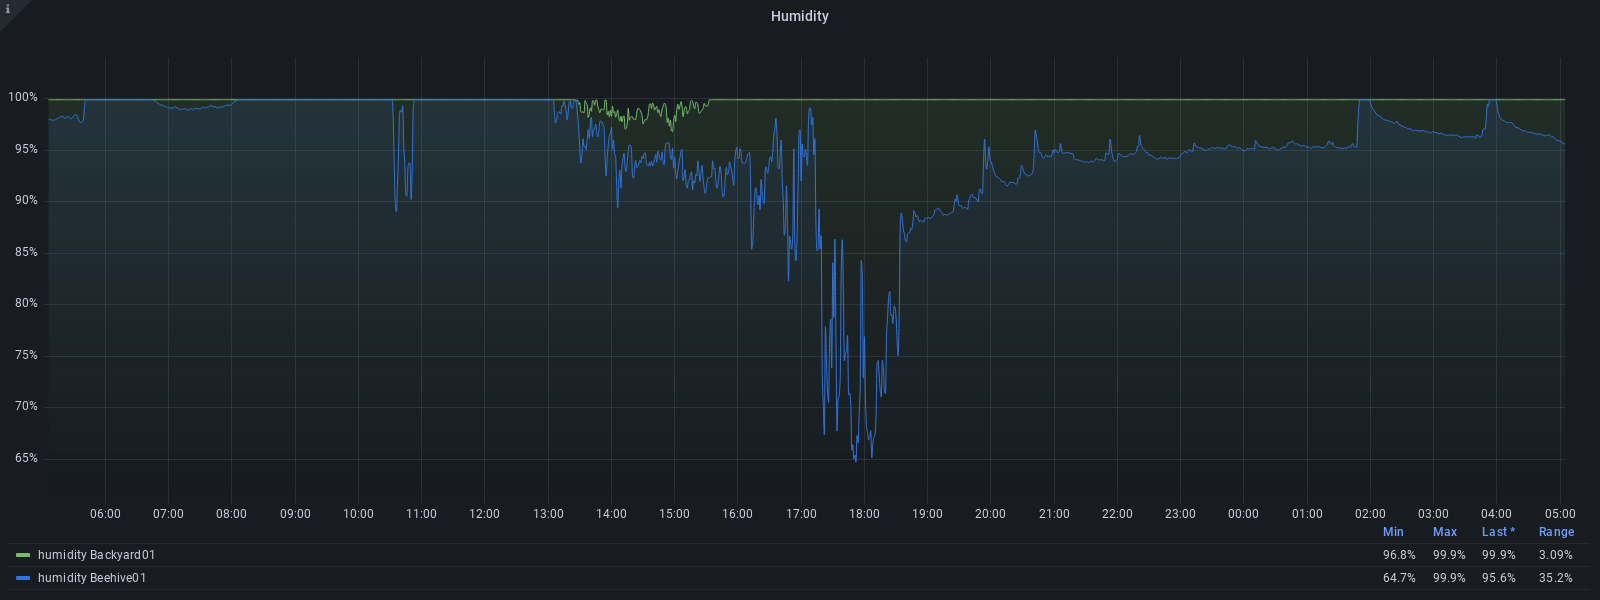 i
Humidity
100%
95%
90%
85%
80%
75%
70%
65%
06:00 07:00 08:00 09:00 10:00 11:00 12:00 13:00 14:00 15:00 16:00 17:00 18:00 19:00 20:00 21:00 22:00 23:00 00:00 01:00 02:00 03:00 04:00 05:00
Min Max Last * Range
humidity Backyard01 96.8% 99.9% 99.9% 3.09%
humidity Beehive01 64.7% 99.9% 95.6% 35.2%